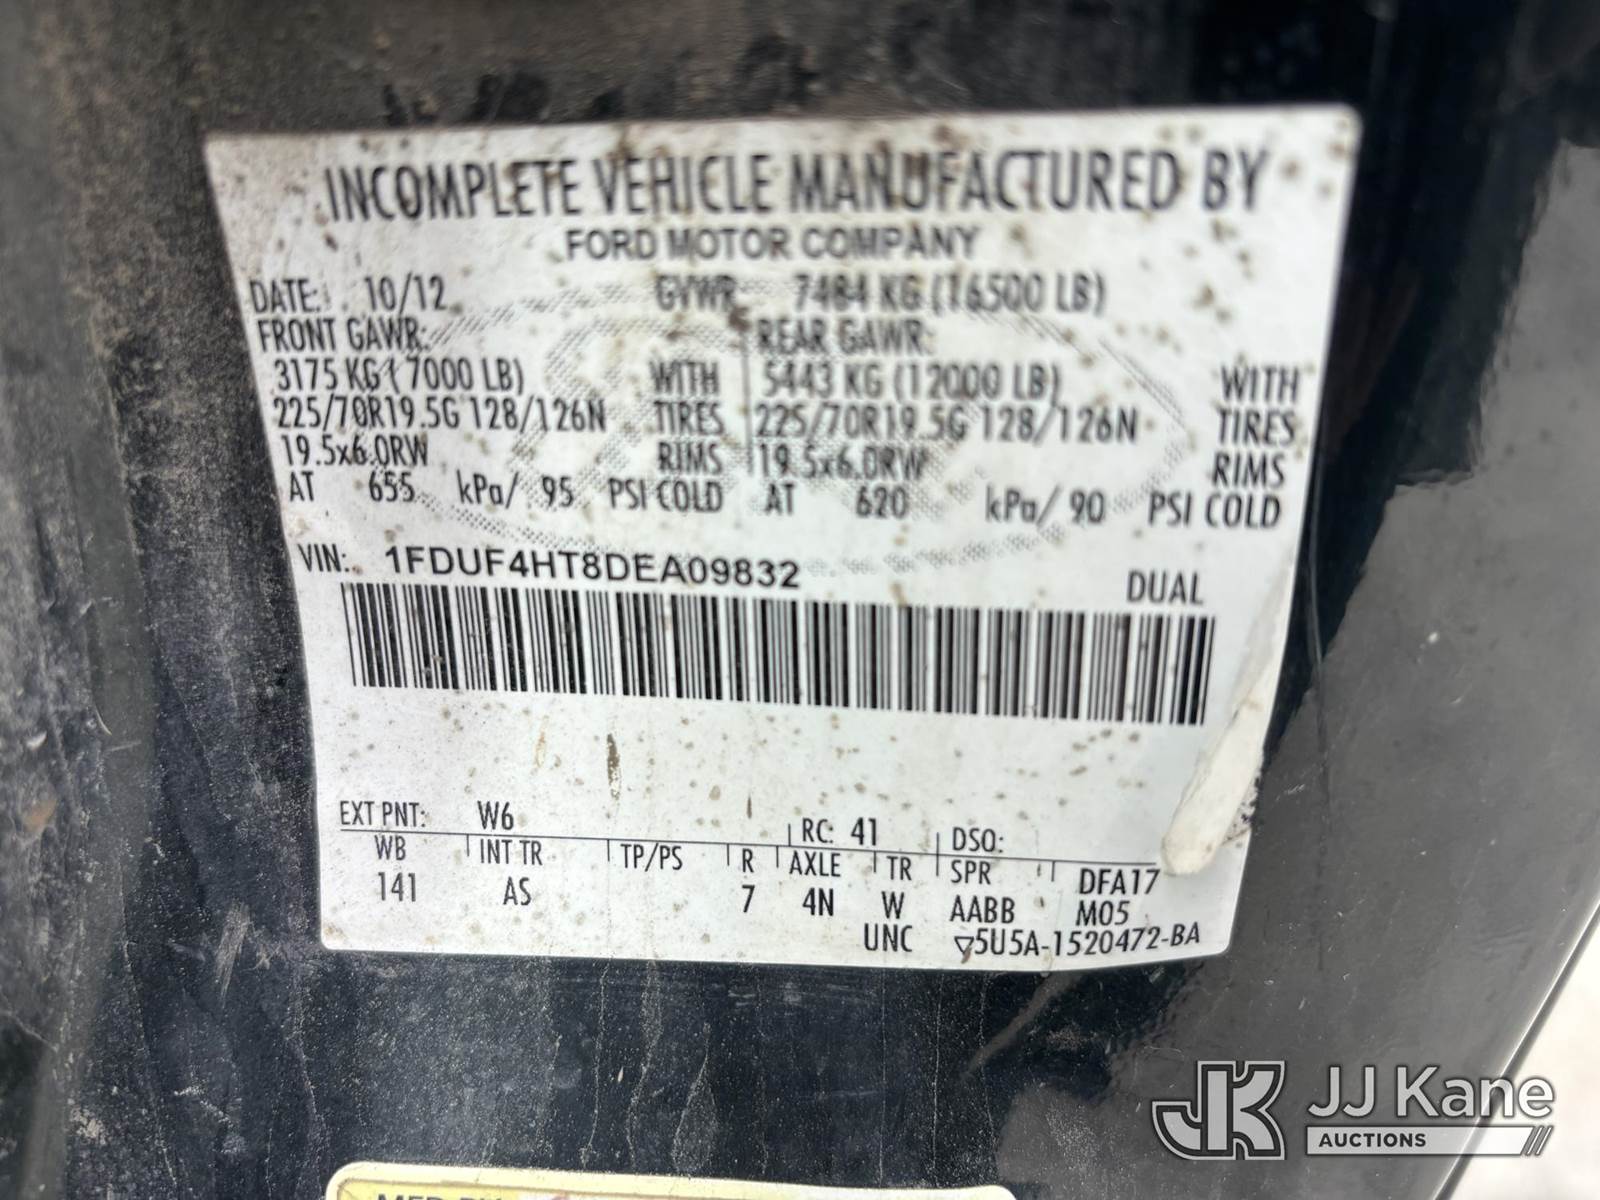 INCOMPLETE VEHICLE MANUFACTURED BY
FORD MOTOR COMPANY
DATE: 10/12 GVWR: 7484 KG (16500 LB)
FRONT GAWR: REAR GAWR:
3175 KG ( 7000 LB) WITH 5443 KG (12000 LB) WITH
225/70R19.5G 128/126N TIRES 225/70R19.5G 128/126N TIRES
19.5x6.0RW RIMS 19.5x6.0RW RIMS
AT 655 kPa/ 95 PSI COLD AT 620 kPa/ 90 PSI COLD
VIN: 1FDUF4HT8DEA09832 DUAL
EXT PNT: W6 RC: 41 DSO:
WB INT TR TP/PS R AXLE TR SPR DFA17
141 AS 7 4N W AABB M05
UNC ▽5U5A-1520472-BA
JK JJ Kane
AUCTIONS